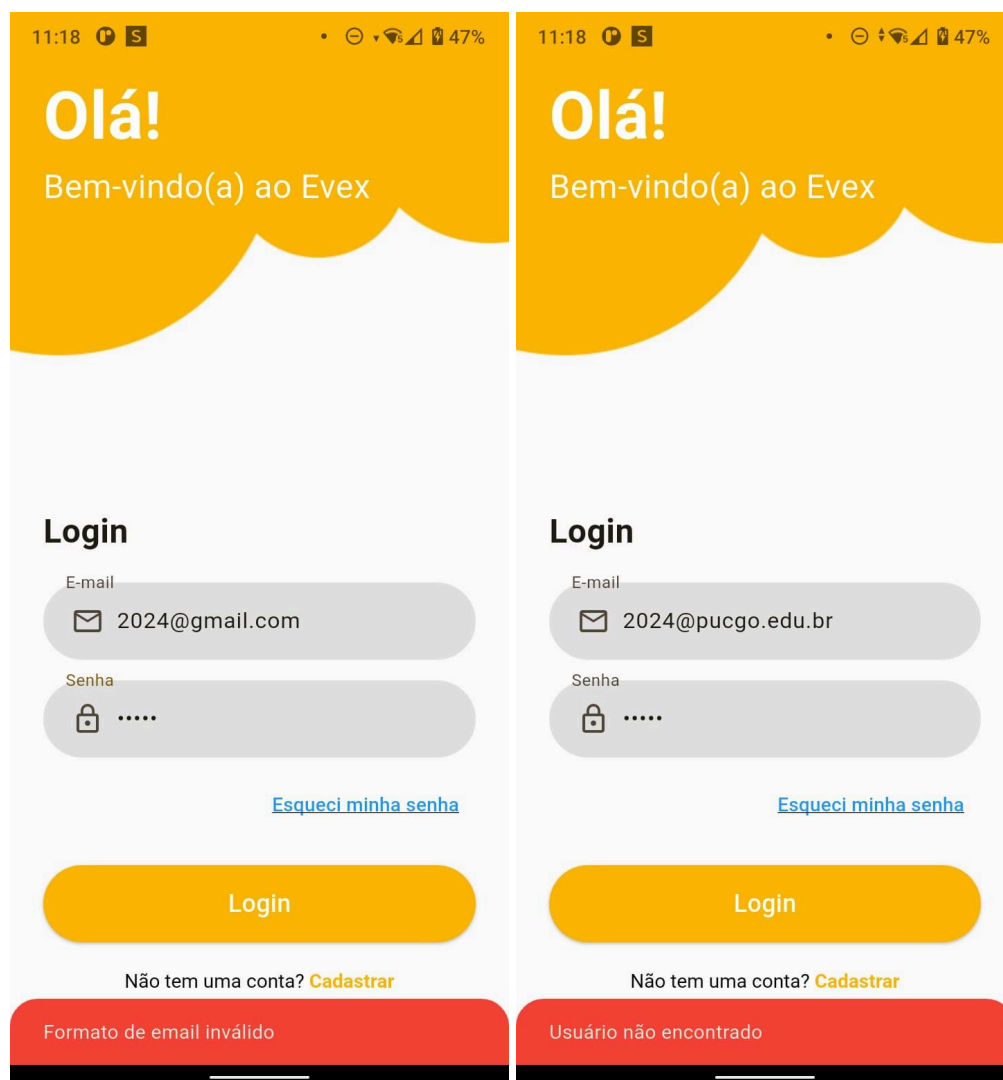 11:18 S 5 47%
Olá!
Bem-vindo(a) ao Evex
Login
E-mail
2024@gmail.com
Senha
•••••
Esqueci minha senha
Login
Não tem uma conta? Cadastrar
Formato de email inválido
11:18 S 5 47%
Olá!
Bem-vindo(a) ao Evex
Login
E-mail
2024@pucgo.edu.br
Senha
•••••
Esqueci minha senha
Login
Não tem uma conta? Cadastrar
Usuário não encontrado